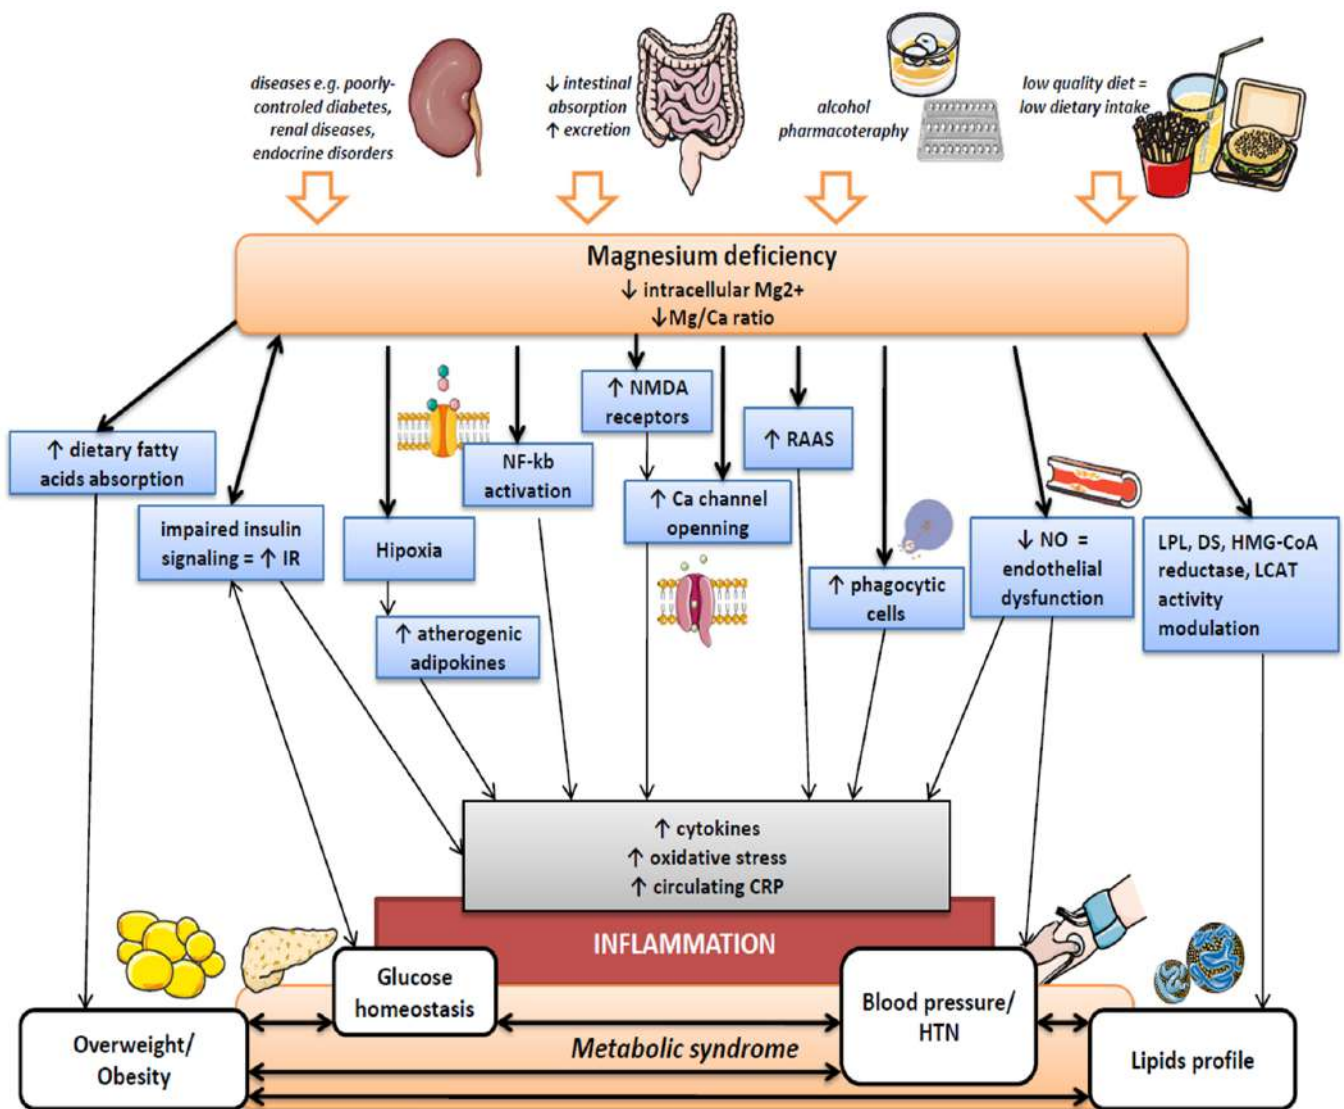 diseases e.g. poorly-
controled diabetes,
renal diseases,
endocrine disorders
↓ intestinal
absorption
↑ excretion
alcohol
pharmacoteraphy
low quality diet =
low dietary intake
Magnesium deficiency
↓ intracellular Mg2+
↓Mg/Ca ratio
↑ dietary fatty
acids absorption
impaired insulin
signaling = ↑ IR
Hipoxia
↑ atherogenic
adipokines
NF-kb
activation
↑ NMDA
receptors
↑ Ca channel
openning
↑ RAAS
↑ phagocytic
cells
↓ NO =
endothelial
dysfunction
LPL, DS, HMG-CoA
reductase, LCAT
activity
modulation
↑ cytokines
↑ oxidative stress
↑ circulating CRP
INFLAMMATION
Glucose
homeostasis
Blood pressure/
HTN
Overweight/
Obesity
Metabolic syndrome
Lipids profile